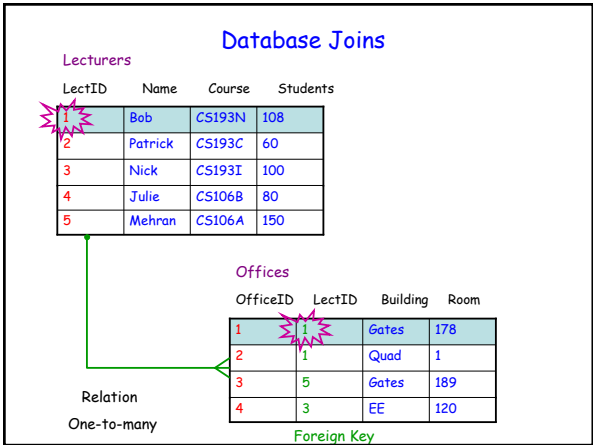 Database Joins
Lecturers
LectID Name Course Students
1 Bob CS193N 108
2 Patrick CS193C 60
3 Nick CS193I 100
4 Julie CS106B 80
5 Mehran CS106A 150
Offices
OfficeID LectID Building Room
1 1 Gates 178
2 1 Quad 1
3 5 Gates 189
4 3 EE 120
Relation
One-to-many
Foreign Key